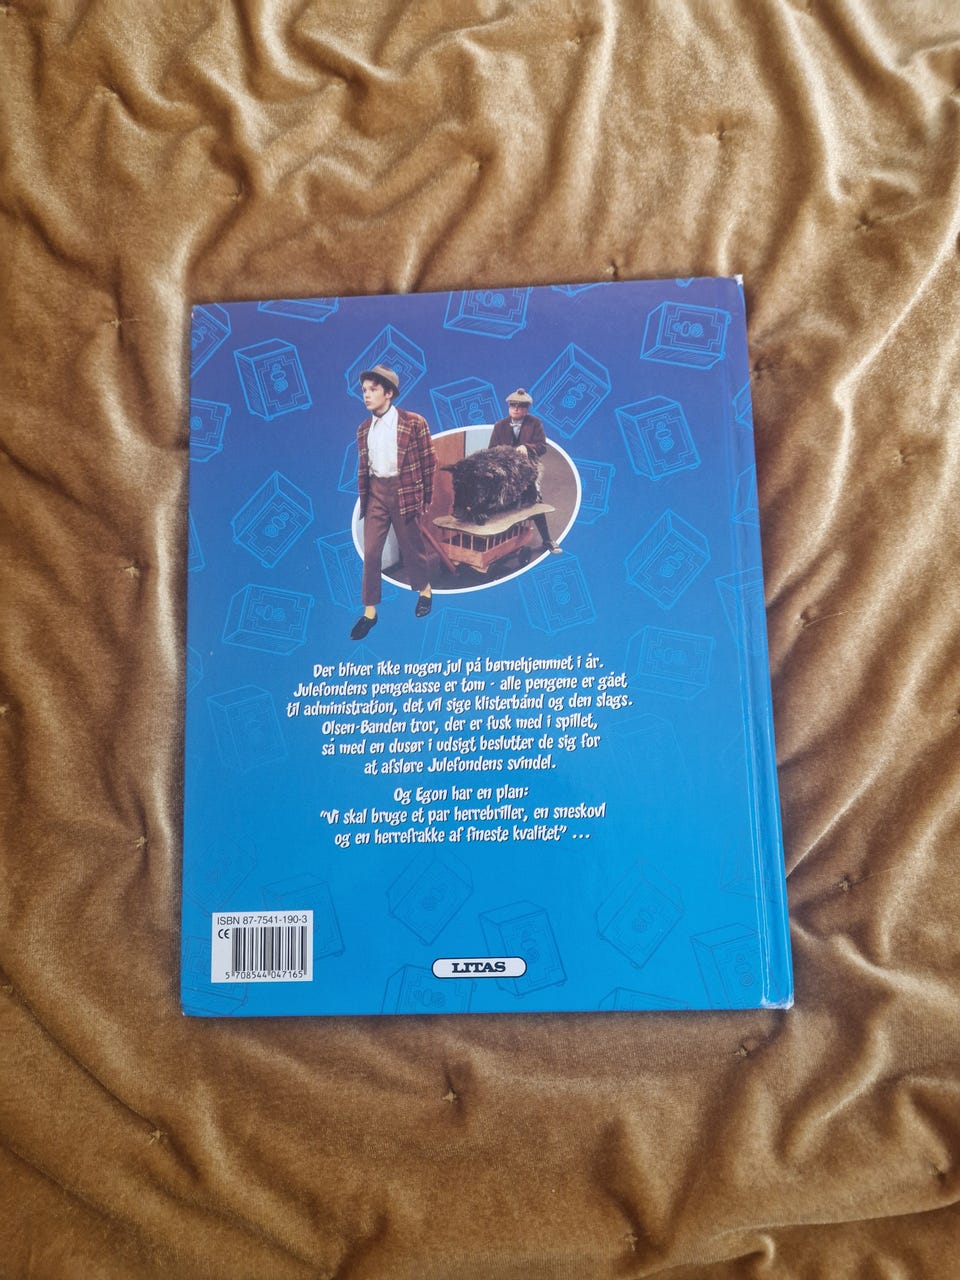 Der bliver ikke nogen jul på børnehjemmet i år.
Julefondens pengekasse er tom - alle pengene er gået
til administration, det vil sige klisterbånd og den slags.
Olsen-Banden tror, der er fusk med i spillet,
så med en dusør i udsigt beslutter de sig for
at afsløre Julefondens svindel.
Og Egon har en plan:
"Vi skal bruge et par herrebriller, en sneskovl
og en herrefrakke af fineste kvalitet" ...
ISBN 87-7541-190-3
CE
5 708544 047165
LITAS